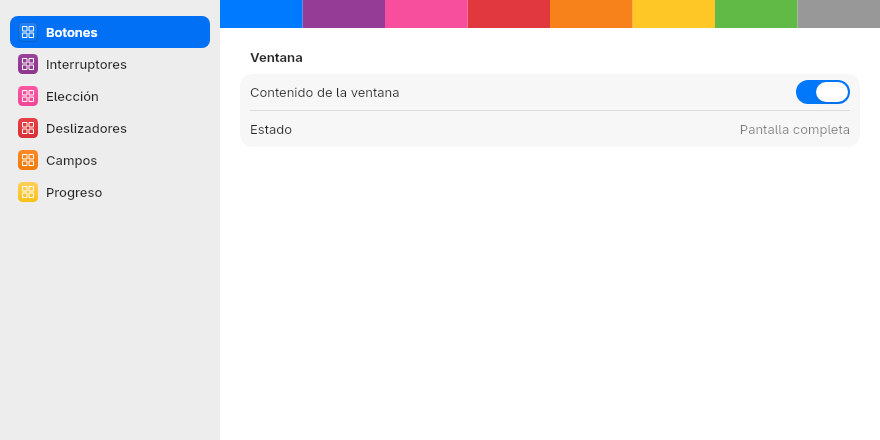 Botones
Interruptores
Elección
Deslizadores
Campos
Progreso
Ventana
Contenido de la ventana
Estado
Pantalla completa